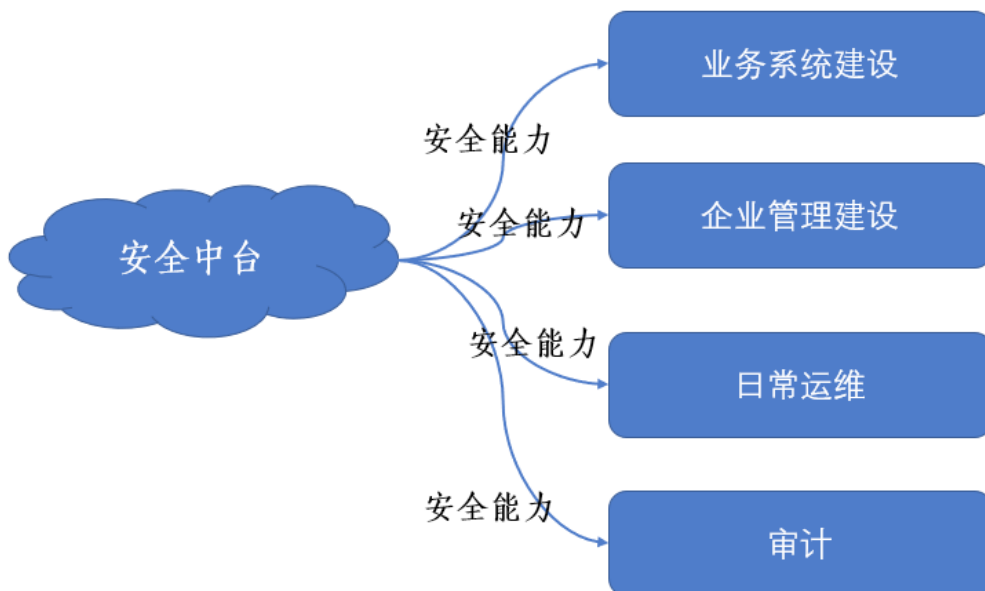 业务系统建设
安全能力
企业管理建设
安全能力
安全中台
安全能力
日常运维
安全能力
审计